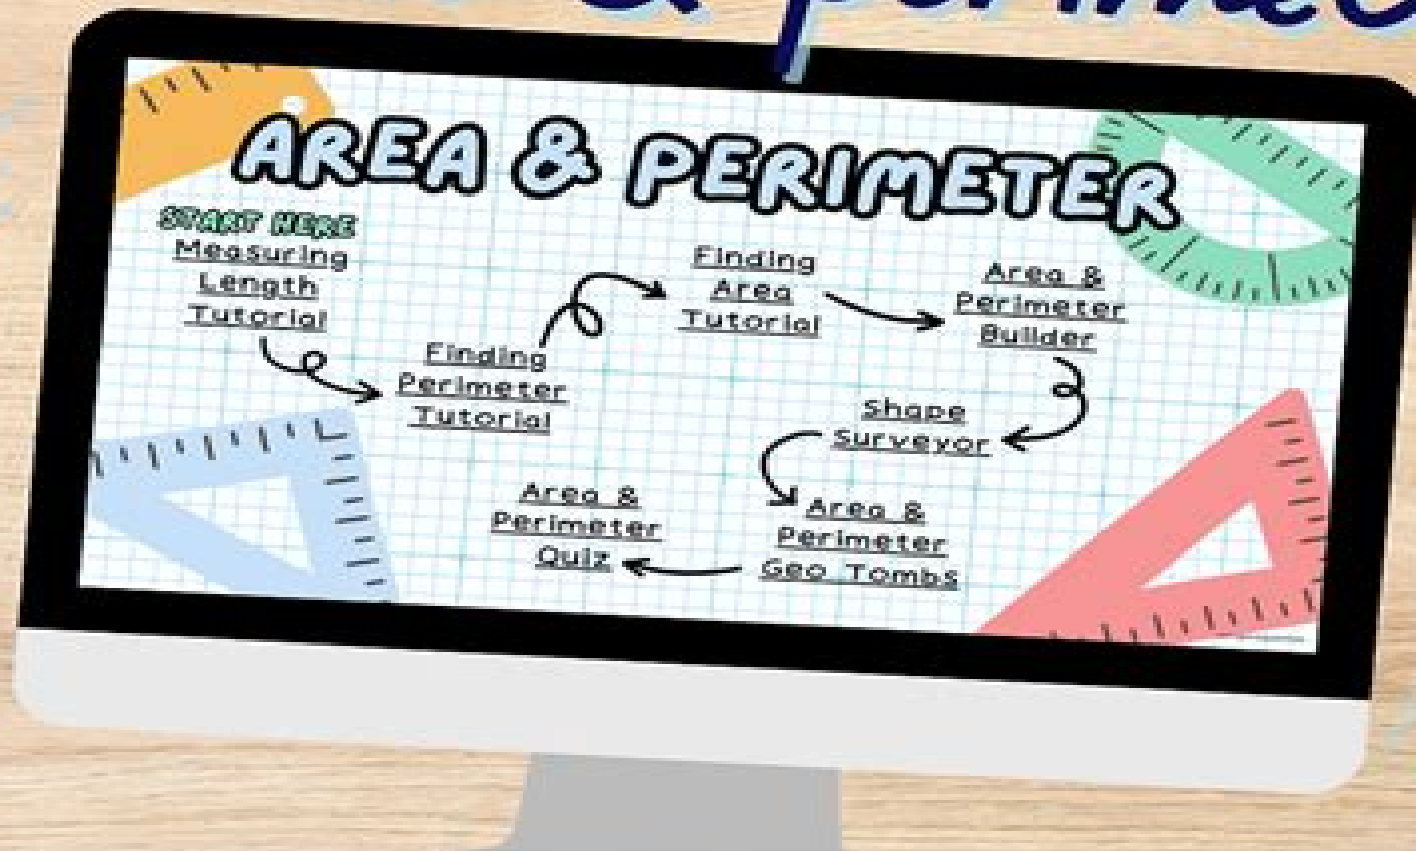 & perimet
AREA & PERIMETER
START HERE
Measuring
Length
Tutorial
Finding
Perimeter
Tutorial
Finding
Area
Tutorial
Area &
Perimeter
Builder
Shape
Surveyor
Area &
Perimeter
Geo Tombs
Area &
Perimeter
Quiz